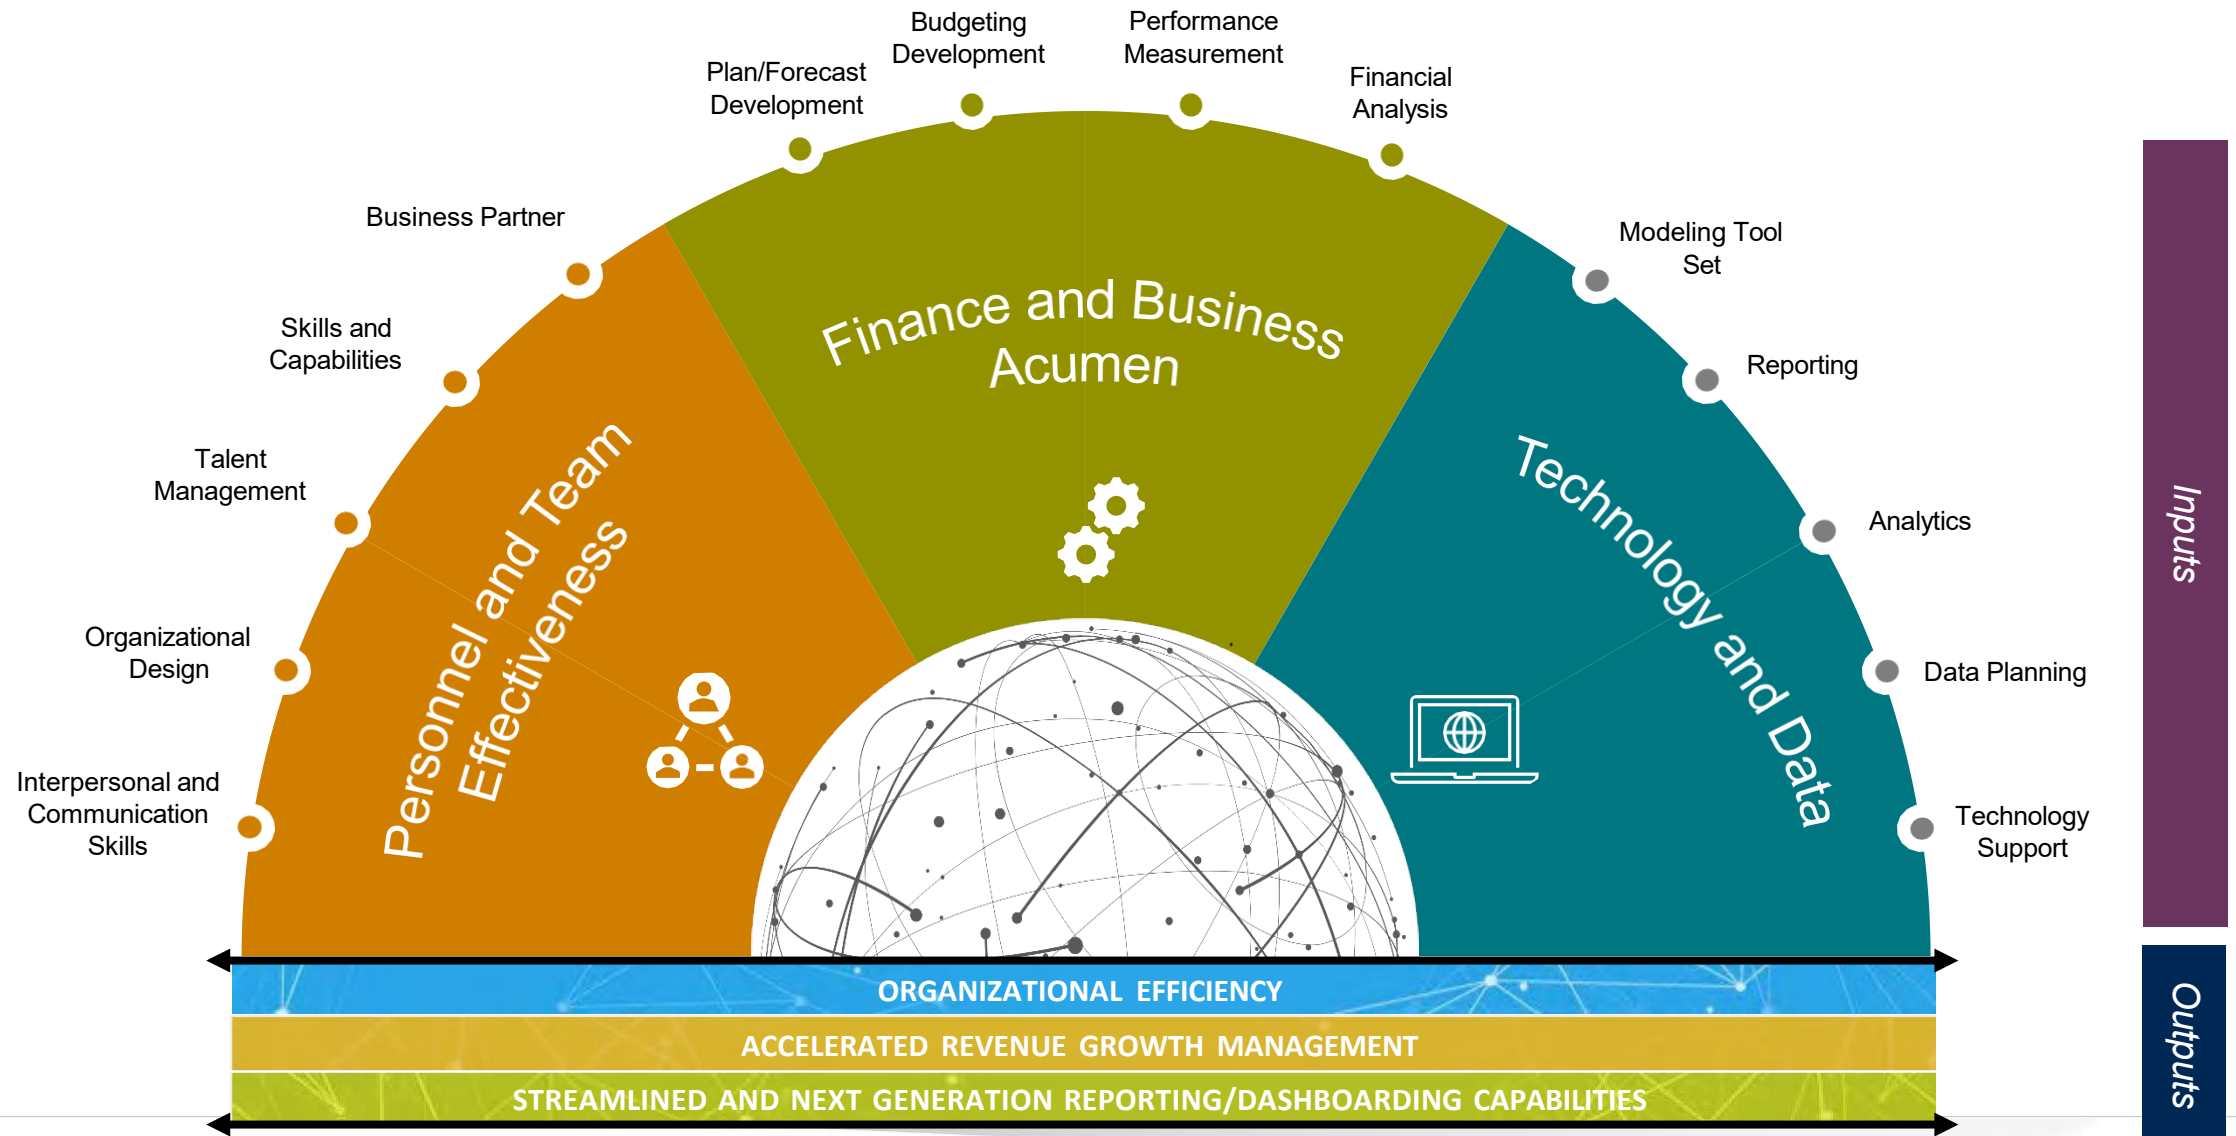 Budgeting
Development
Performance
Measurement
Plan/Forecast
Development
Financial
Analysis
Business Partner
Modeling Tool
Set
Skills and
Capabilities
Reporting
Talent
Management
Analytics
Organizational
Design
Data Planning
Interpersonal and
Communication
Skills
Technology
Support
Personnel and Team
Effectiveness
Finance and Business
Acumen
Technology and Data
Inputs
ORGANIZATIONAL EFFICIENCY
ACCELERATED REVENUE GROWTH MANAGEMENT
STREAMLINED AND NEXT GENERATION REPORTING/DASHBOARDING CAPABILITIES
Outputs